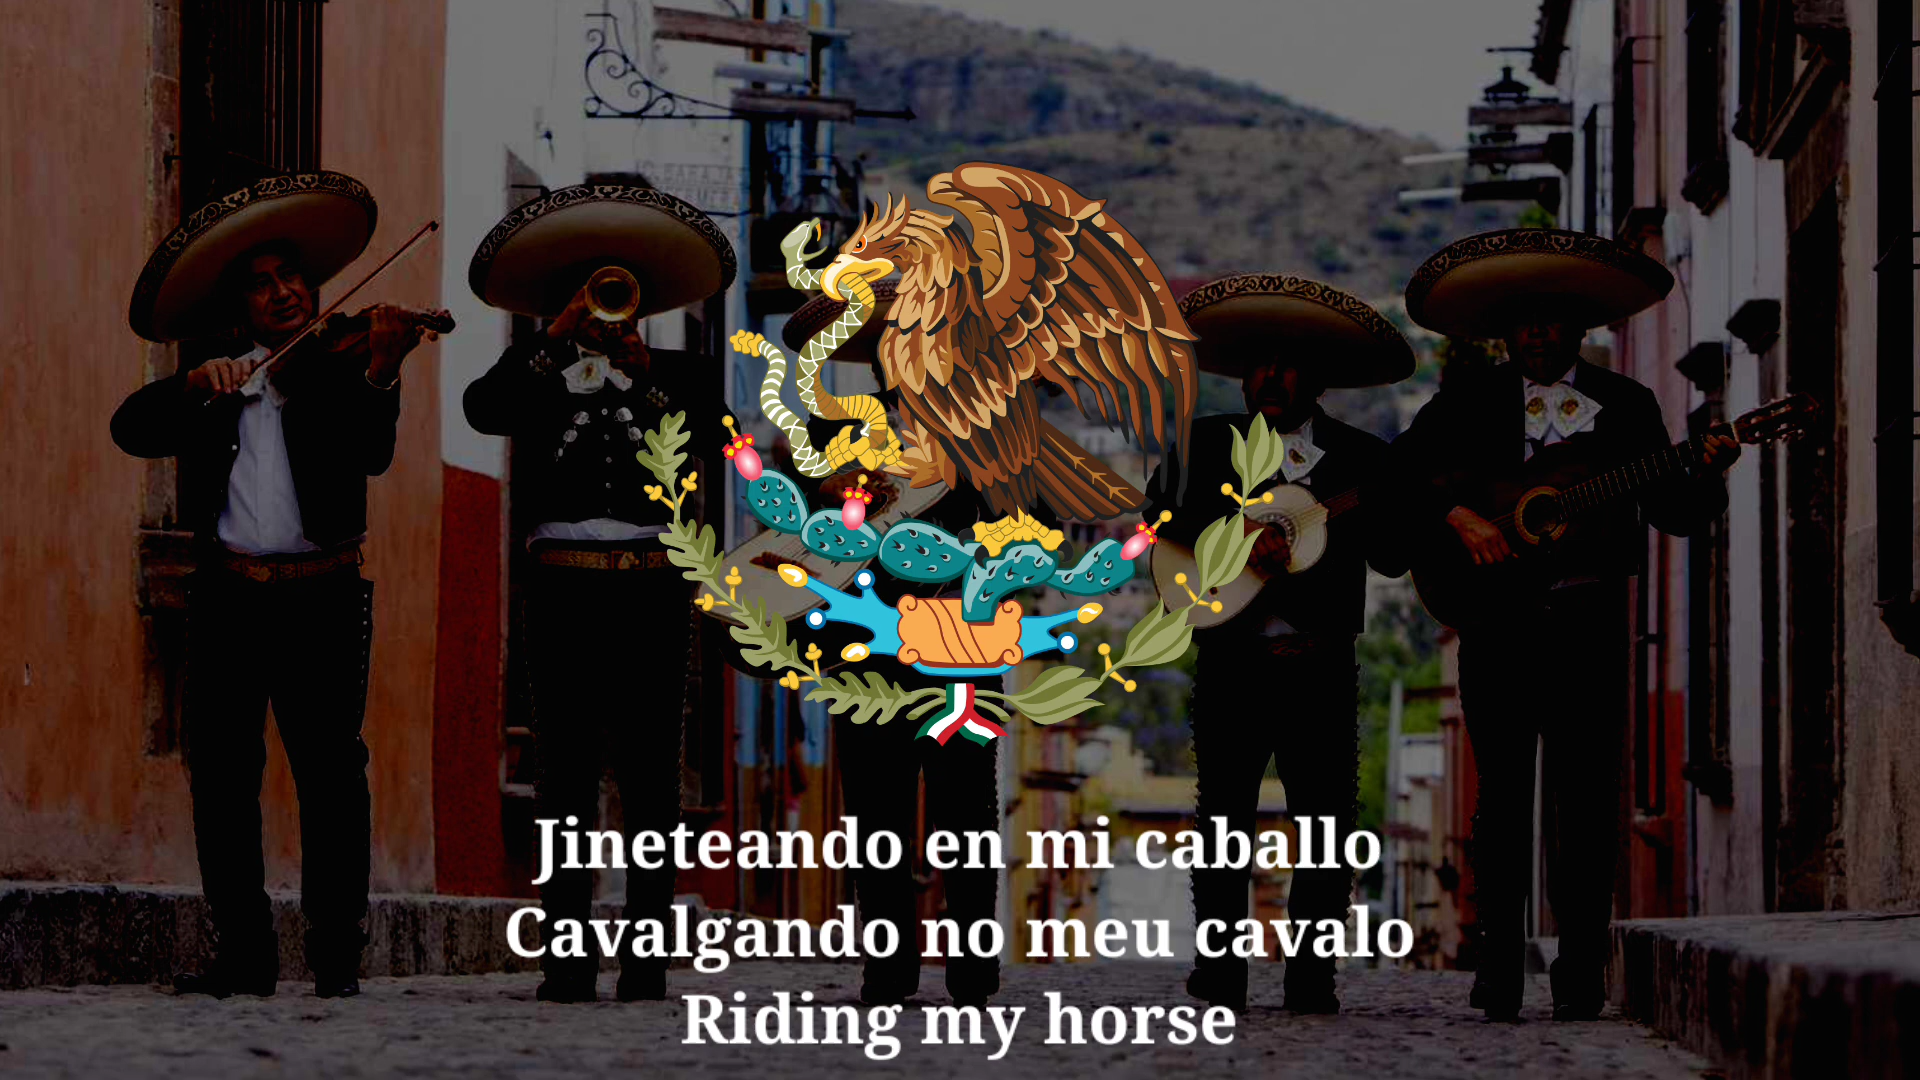 Jineteando en mi caballo
Cavalgando no meu cavalo
Riding my horse